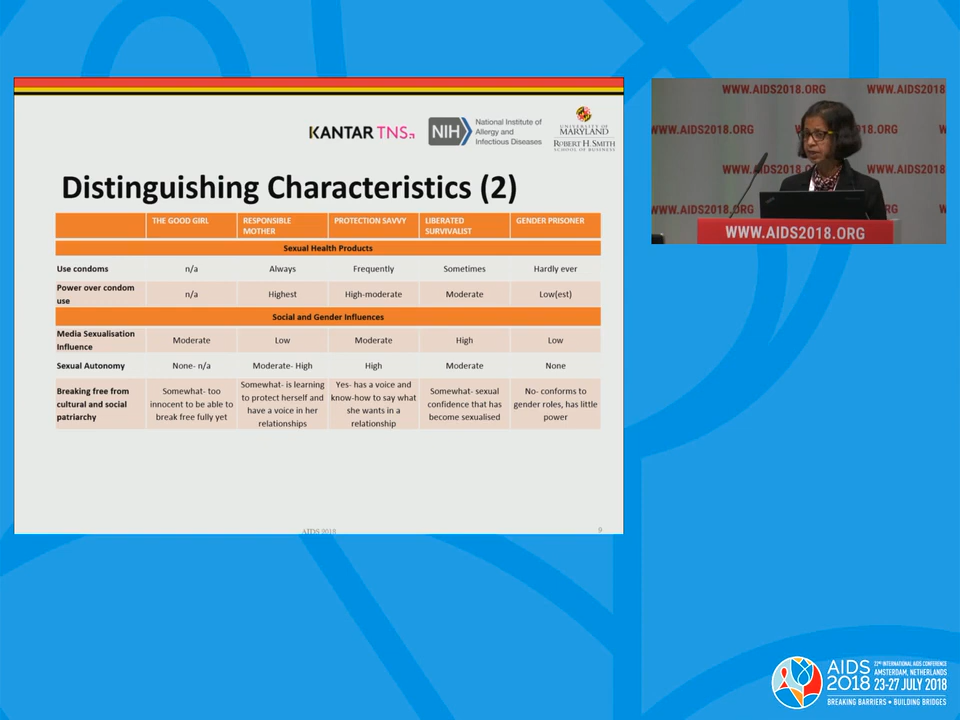 KANTAR TNS
NIH National Institute of
Allergy and
Infectious Diseases
UNIVERSITY OF
MARYLAND
ROBERT H. SMITH
SCHOOL OF BUSINESS
Distinguishing Characteristics (2)
THE GOOD GIRL RESPONSIBLE MOTHER PROTECTION SAVVY LIBERATED SURVIVALIST GENDER PRISONER
Sexual Health Products
Use condoms n/a Always Frequently Sometimes Hardly ever
Power over condom use n/a Highest High-moderate Moderate Low(est)
Social and Gender Influences
Media Sexualisation Influence Moderate Low Moderate High Low
Sexual Autonomy None- n/a Moderate- High High Moderate None
Breaking free from cultural and social patriarchy Somewhat- too innocent to be able to break free fully yet Somewhat- is learning to protect herself and have a voice in her relationships Yes- has a voice and know-how to say what she wants in a relationship Somewhat- sexual confidence that has become sexualised No- conforms to gender roles, has little power
AIDS 2018 9
WWW.AIDS2018.ORG WWW.AIDS2018
WWW.AIDS2018.ORG 18.ORG
WWW.AIDS2018
WWW.AIDS2018.ORG
WWW.AIDS2018.ORG
AIDS 2018
22ND INTERNATIONAL AIDS CONFERENCE
AMSTERDAM, NETHERLANDS
23-27 JULY 2018
BREAKING BARRIERS • BUILDING BRIDGES